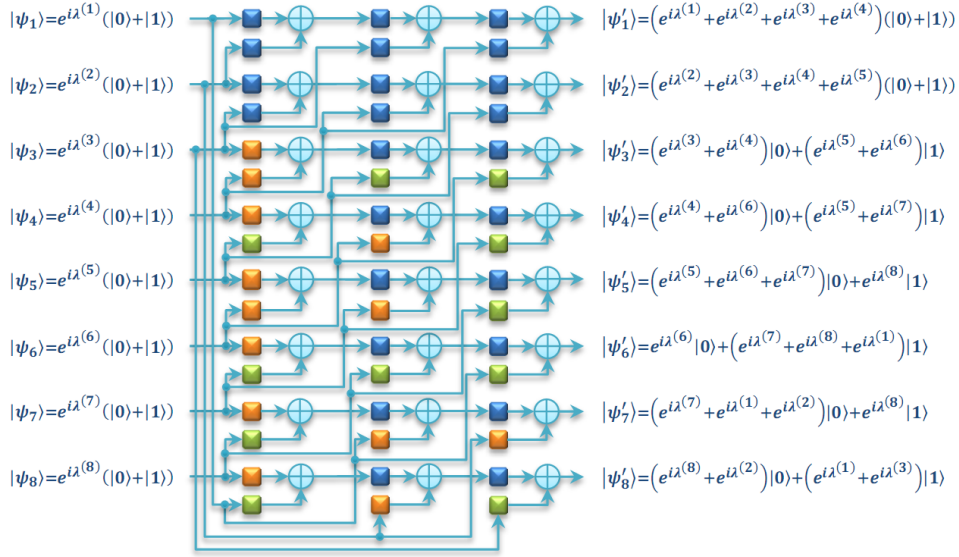 |ψ₁⟩=e^{iλ^{(1)}}(|0⟩+|1⟩) |ψ′₁⟩=(e^{iλ^{(1)}}+e^{iλ^{(2)}}+e^{iλ^{(3)}}+e^{iλ^{(4)}})(|0⟩+|1⟩)
|ψ₂⟩=e^{iλ^{(2)}}(|0⟩+|1⟩) |ψ′₂⟩=(e^{iλ^{(2)}}+e^{iλ^{(3)}}+e^{iλ^{(4)}}+e^{iλ^{(5)}})(|0⟩+|1⟩)
|ψ₃⟩=e^{iλ^{(3)}}(|0⟩+|1⟩) |ψ′₃⟩=(e^{iλ^{(3)}}+e^{iλ^{(4)}})|0⟩+(e^{iλ^{(5)}}+e^{iλ^{(6)}})|1⟩
|ψ₄⟩=e^{iλ^{(4)}}(|0⟩+|1⟩) |ψ′₄⟩=(e^{iλ^{(4)}}+e^{iλ^{(6)}})|0⟩+(e^{iλ^{(5)}}+e^{iλ^{(7)}})|1⟩
|ψ₅⟩=e^{iλ^{(5)}}(|0⟩+|1⟩) |ψ′₅⟩=(e^{iλ^{(5)}}+e^{iλ^{(6)}}+e^{iλ^{(7)}})|0⟩+e^{iλ^{(8)}}|1⟩
|ψ₆⟩=e^{iλ^{(6)}}(|0⟩+|1⟩) |ψ′₆⟩=e^{iλ^{(6)}}|0⟩+(e^{iλ^{(7)}}+e^{iλ^{(8)}}+e^{iλ^{(1)}})|1⟩
|ψ₇⟩=e^{iλ^{(7)}}(|0⟩+|1⟩) |ψ′₇⟩=(e^{iλ^{(7)}}+e^{iλ^{(1)}}+e^{iλ^{(2)}})|0⟩+e^{iλ^{(8)}}|1⟩
|ψ₈⟩=e^{iλ^{(8)}}(|0⟩+|1⟩) |ψ′₈⟩=(e^{iλ^{(8)}}+e^{iλ^{(2)}})|0⟩+(e^{iλ^{(1)}}+e^{iλ^{(3)}})|1⟩